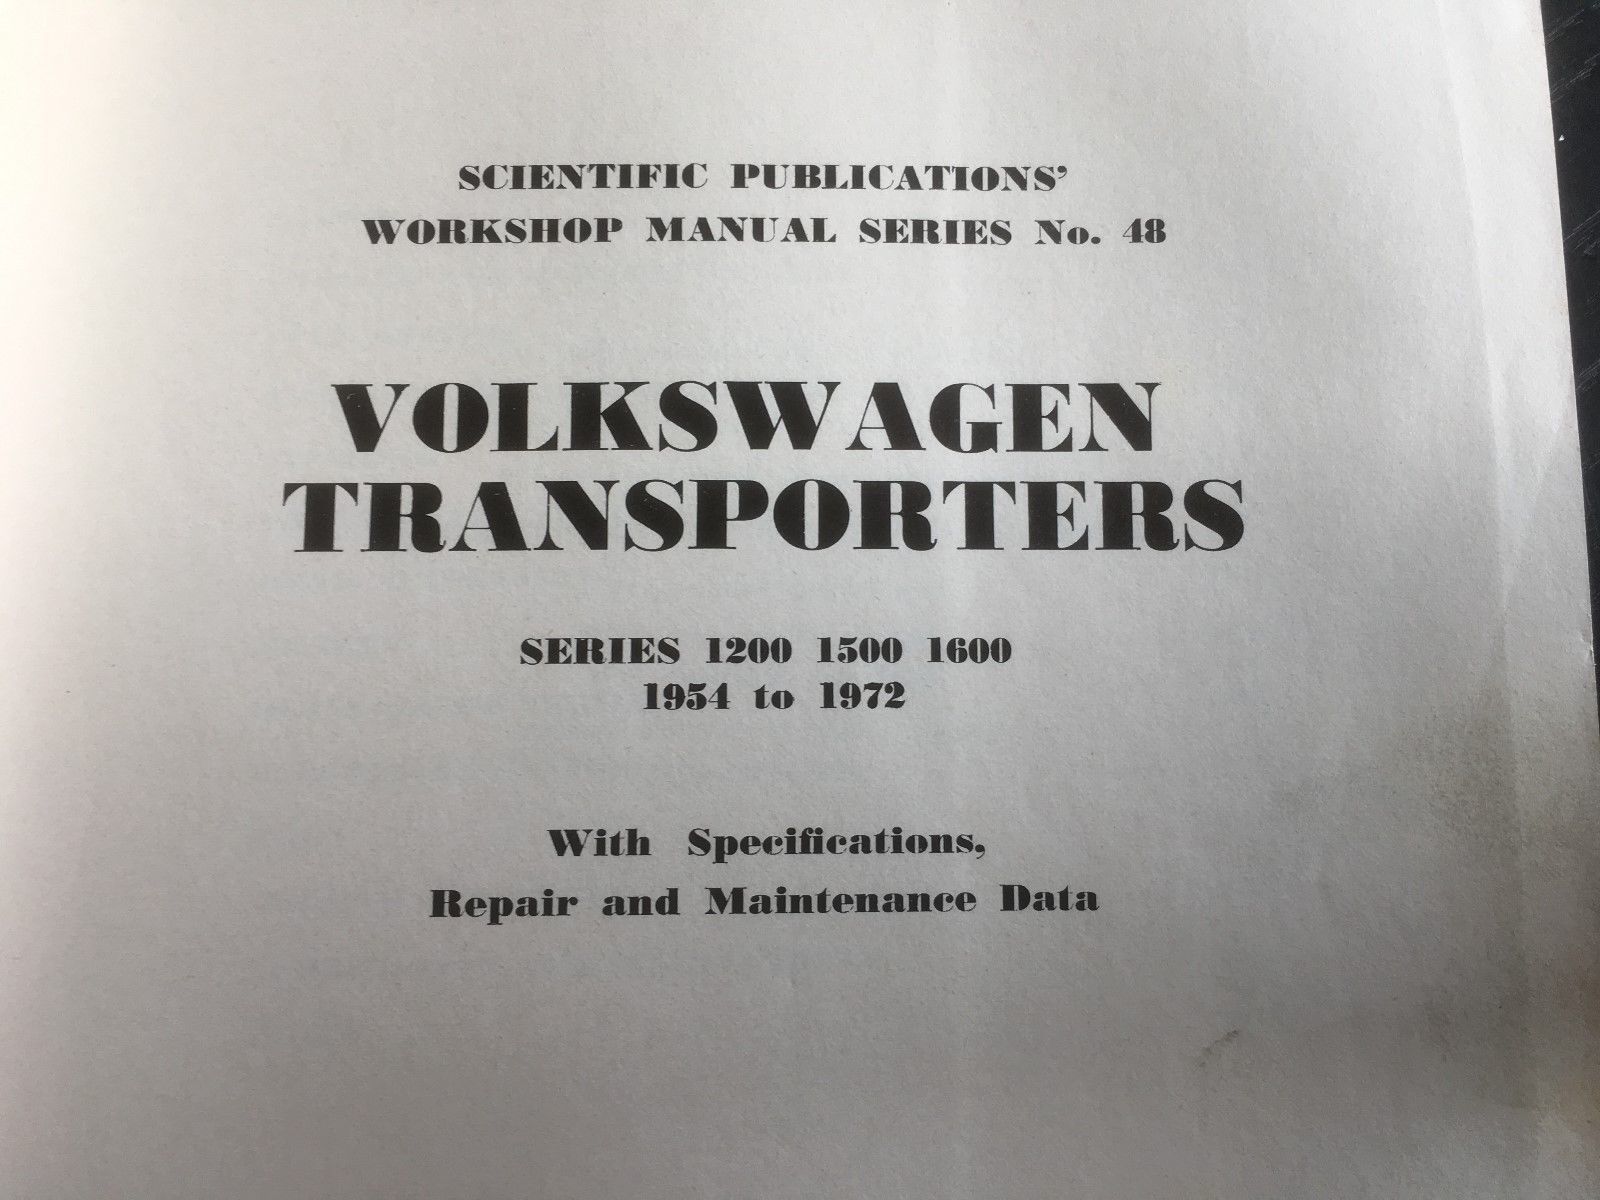 SCIENTIFIC PUBLICATIONS’
WORKSHOP MANUAL SERIES No. 48
VOLKSWAGEN
TRANSPORTERS
SERIES 1200 1500 1600
1954 to 1972
With Specifications,
Repair and Maintenance Data